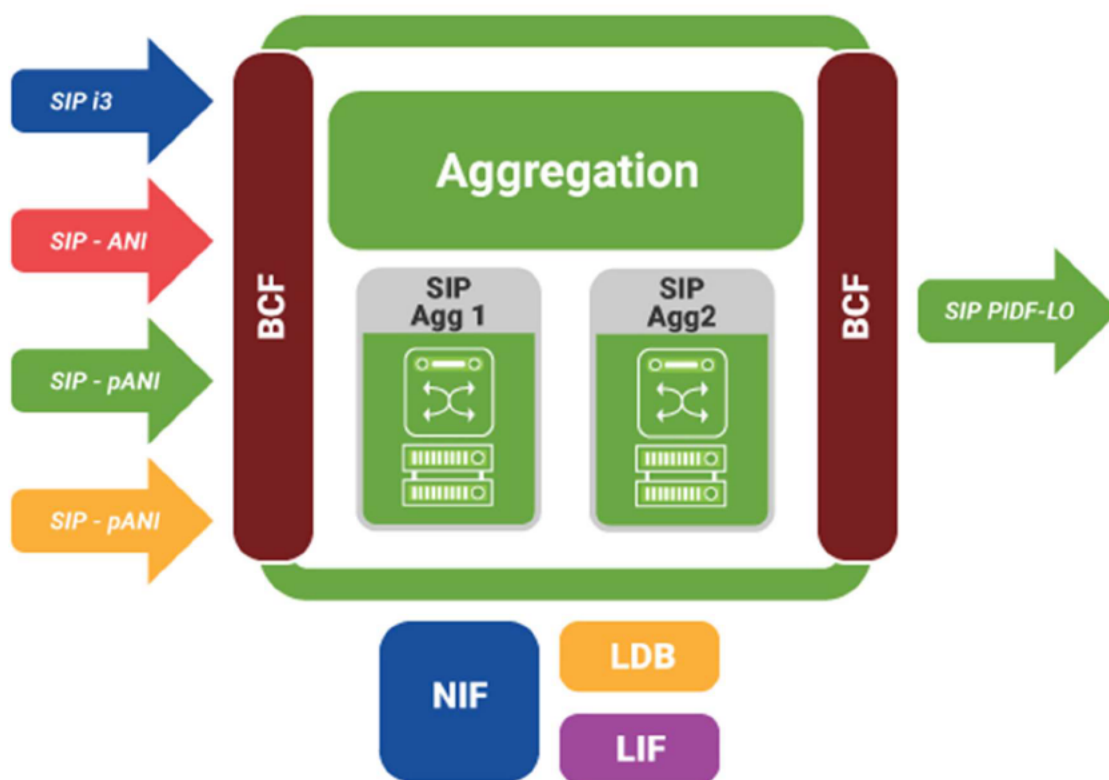 SIP i3
SIP - ANI
SIP - pANI
SIP - pANI
BCF
Aggregation
SIP
Agg 1
SIP
Agg2
BCF
SIP PIDF-LO
NIF
LDB
LIF